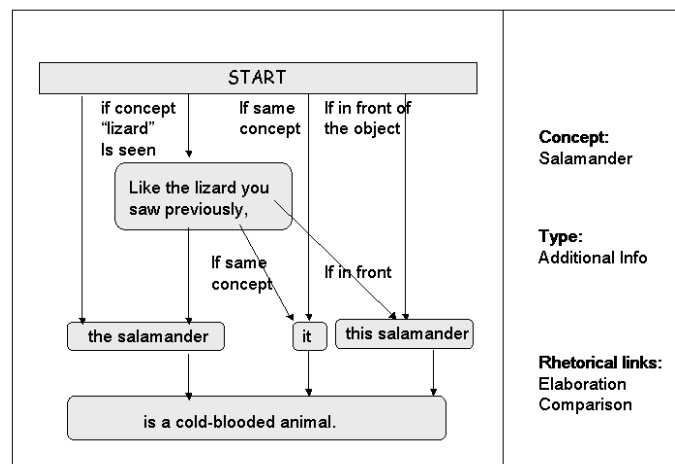 START
if concept
“lizard”
Is seen
If same
concept
If in front of
the object
Like the lizard you
saw previously,
If same
concept
If in front
the salamander
it
this salamander
is a cold-blooded animal.
Concept:
Salamander
Type:
Additional Info
Rhetorical links:
Elaboration
Comparison